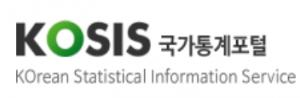 KOSIS 국가통계포털
KOrean Statistical Information Service